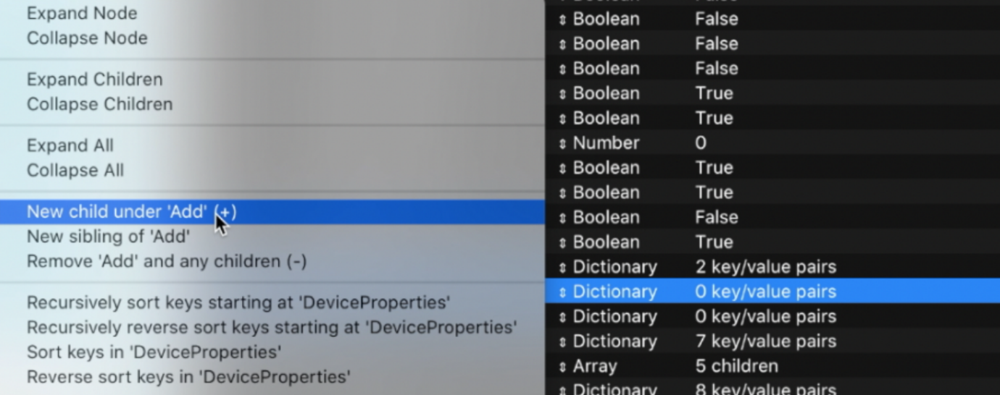 Expand Node
Collapse Node
Expand Children
Collapse Children
Expand All
Collapse All
New child under 'Add' (+)
New sibling of 'Add'
Remove 'Add' and any children (-)
Recursively sort keys starting at 'DeviceProperties'
Recursively reverse sort keys starting at 'DeviceProperties'
Sort keys in 'DeviceProperties'
Reverse sort keys in 'DeviceProperties'
Boolean False
Boolean False
Boolean False
Boolean True
Boolean True
Number 0
Boolean True
Boolean True
Boolean False
Boolean True
Dictionary 2 key/value pairs
Dictionary 0 key/value pairs
Dictionary 0 key/value pairs
Dictionary 7 key/value pairs
Array 5 children
Dictionary 8 key/value pairs